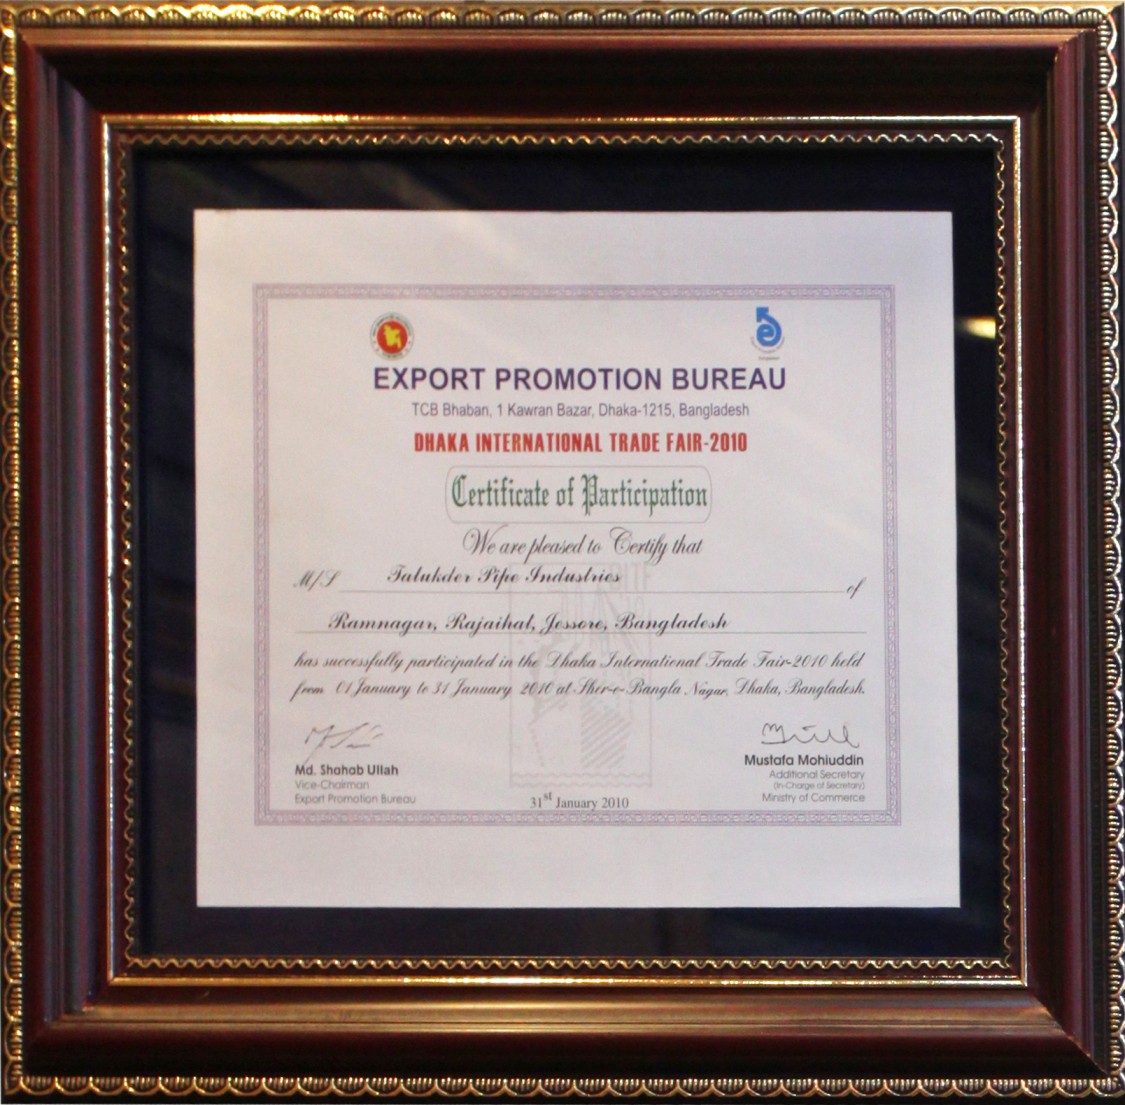 EXPORT PROMOTION BUREAU
TCB Bhaban, 1 Kawran Bazar, Dhaka-1215, Bangladesh
DHAKA INTERNATIONAL TRADE FAIR-2010
Certificate of Participation
We are pleased to Certify that
M/S Talukder Pipe Industries of
Ramnagar, Rajaihat, Jessore, Bangladesh
has successfully participated in the Dhaka International Trade Fair-2010 held
from 01 January to 31 January 2010 at Sher-e-Bangla Nagar, Dhaka, Bangladesh.
Md. Shahab Ullah
Vice-Chairman
Export Promotion Bureau
31st January 2010
Mustafa Mohiuddin
Additional Secretary
(In-Charge of Secretary)
Ministry of Commerce